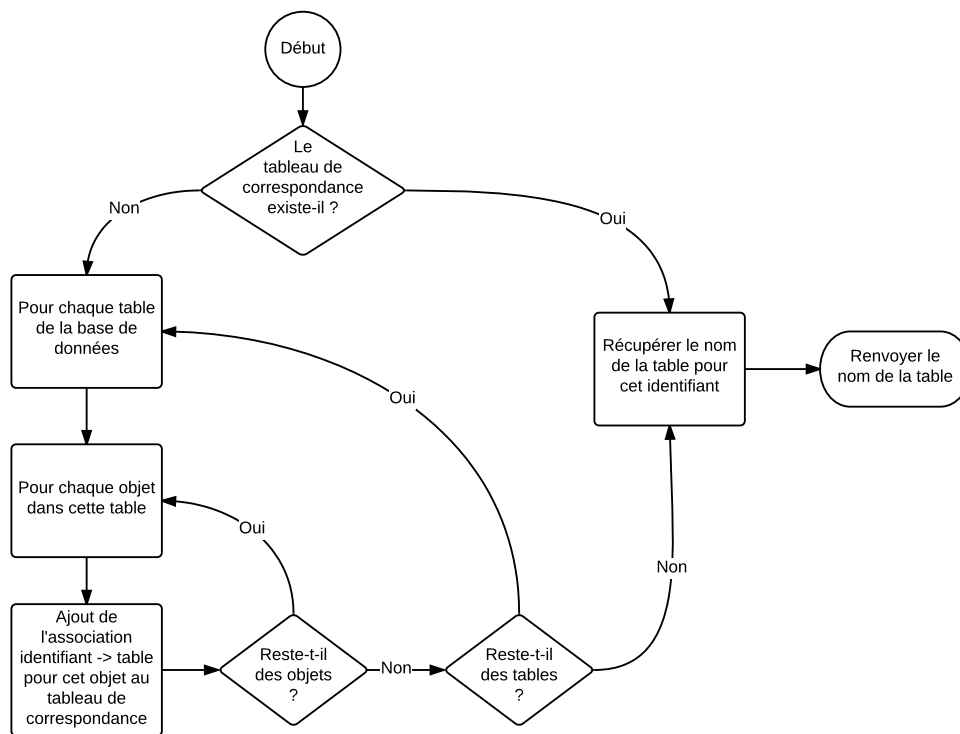 Début
Le
tableau de
correspondance
existe-il ?
Non
Oui
Pour chaque table
de la base de
données
Récupérer le nom
de la table pour
cet identifiant
Renvoyer le
nom de la table
Oui
Pour chaque objet
dans cette table
Oui
Non
Ajout de
l'association
identifiant -> table
pour cet objet au
tableau de
correspondance
Reste-t-il
des objets
?
Non
Reste-t-il
des tables
?